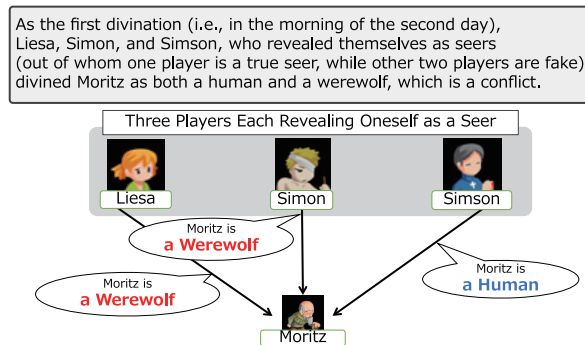 As the first divination (i.e., in the morning of the second day),
Liesa, Simon, and Simson, who revealed themselves as seers
(out of whom one player is a true seer, while other two players are fake)
divined Moritz as both a human and a werewolf, which is a conflict.
Three Players Each Revealing Oneself as a Seer
Liesa
Simon
Simson
Moritz is
a Werewolf
Moritz is
a Werewolf
Moritz is
a Human
Moritz